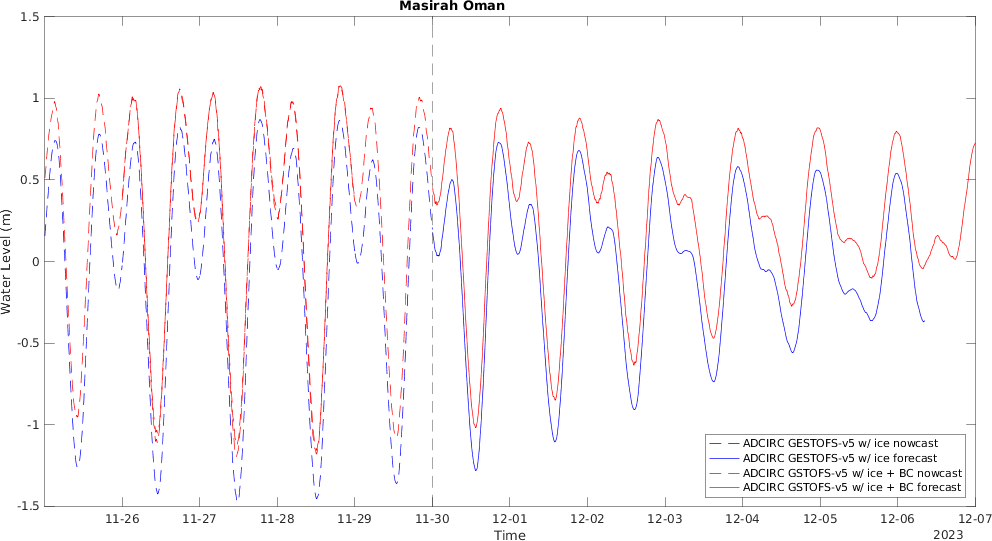 Masirah Oman
1.5
1
0.5
0
-0.5
-1
-1.5
Water Level (m)
11-26 11-27 11-28 11-29 11-30 12-01 12-02 12-03 12-04 12-05 12-06 12-07
Time
2023
ADCIRC GESTOFS-v5 w/ ice nowcast
ADCIRC GESTOFS-v5 w/ ice forecast
ADCIRC GSTOFS-v5 w/ ice + BC nowcast
ADCIRC GSTOFS-v5 w/ ice + BC forecast